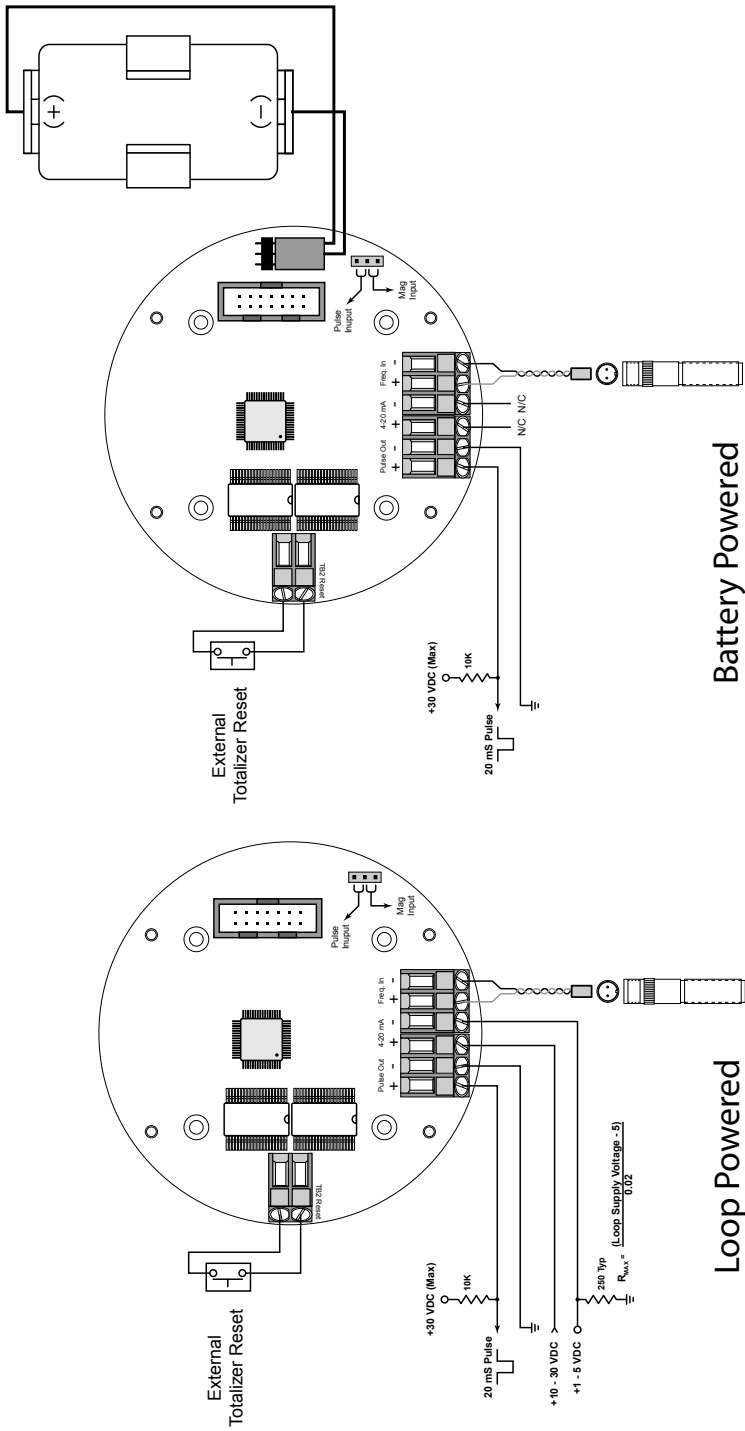 External
Totalizer Reset
TB2 Reset
Pulse
Inuput
Mag
Input
Pulse Out
4-20 mA
Freq. In
+ - + - + -
+30 VDC (Max)
10K
20 mS Pulse
+10 - 30 VDC
+1 - 5 VDC
250 Typ
RMAX = (Loop Supply Voltage - 5)
0.02
Loop Powered
(+)
(−)
External
Totalizer Reset
TB2 Reset
Pulse
Inuput
Mag
Input
Pulse Out
4-20 mA
Freq. In
+ - + - + -
N/C N/C
+30 VDC (Max)
10K
20 mS Pulse
Battery Powered